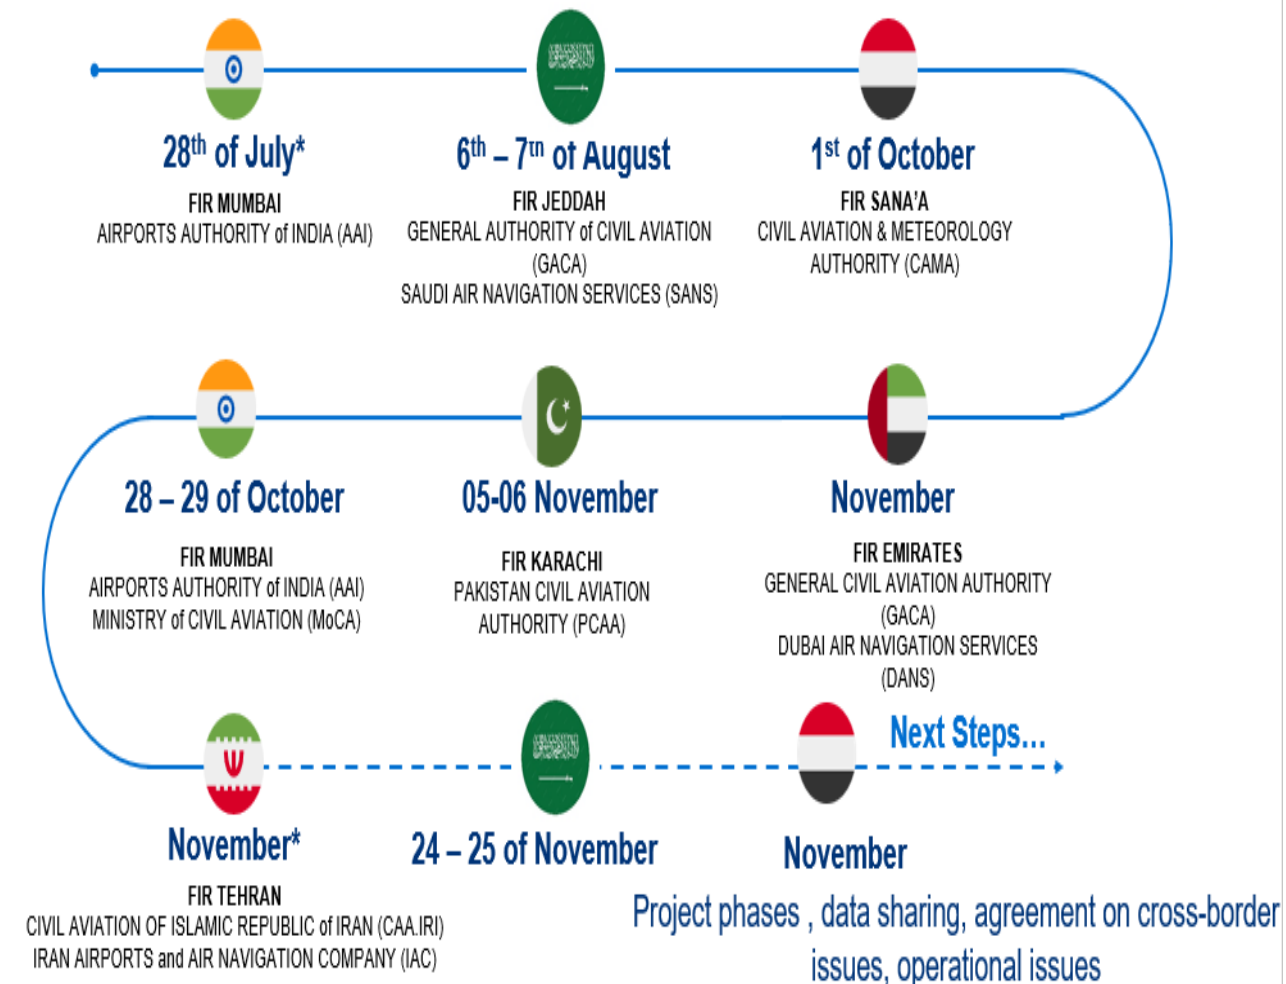 28th of July*
FIR MUMBAI
AIRPORTS AUTHORITY of INDIA (AAI)
6th – 7th of August
FIR JEDDAH
GENERAL AUTHORITY of CIVIL AVIATION
(GACA)
SAUDI AIR NAVIGATION SERVICES (SANS)
1st of October
FIR SANA'A
CIVIL AVIATION & METEOROLOGY
AUTHORITY (CAMA)
28 – 29 of October
FIR MUMBAI
AIRPORTS AUTHORITY of INDIA (AAI)
MINISTRY of CIVIL AVIATION (MoCA)
05-06 November
FIR KARACHI
PAKISTAN CIVIL AVIATION
AUTHORITY (PCAA)
November
FIR EMIRATES
GENERAL CIVIL AVIATION AUTHORITY
(GACA)
DUBAI AIR NAVIGATION SERVICES
(DANS)
Next Steps...
November*
FIR TEHRAN
CIVIL AVIATION OF ISLAMIC REPUBLIC of IRAN (CAA.IRI)
IRAN AIRPORTS and AIR NAVIGATION COMPANY (IAC)
24 – 25 of November
November
Project phases , data sharing, agreement on cross-border
issues, operational issues